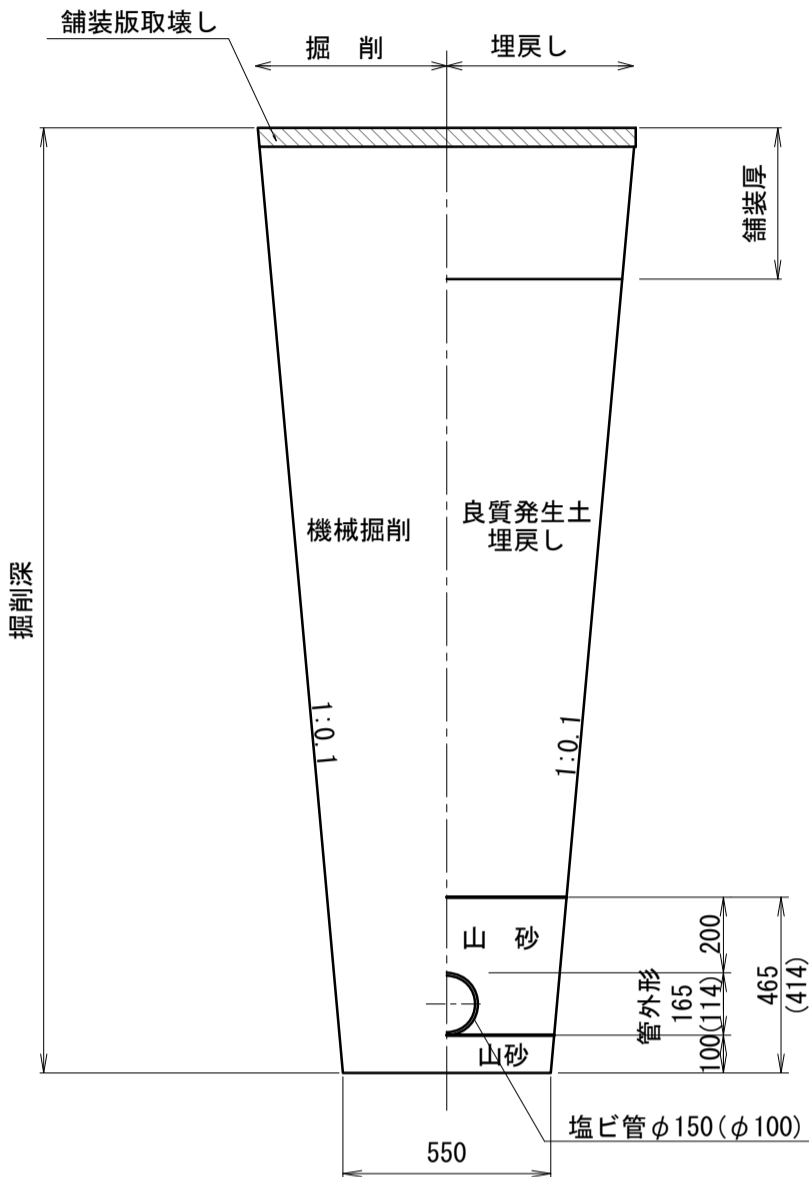 舗装版取壊し
掘　削
埋戻し
舗装厚
掘削深
機械掘削
良質発生土
埋戻し
1:0.1
1:0.1
山　砂
200
管外形
165
(114)
465
(414)
山砂
100
塩ビ管φ150(φ100)
550